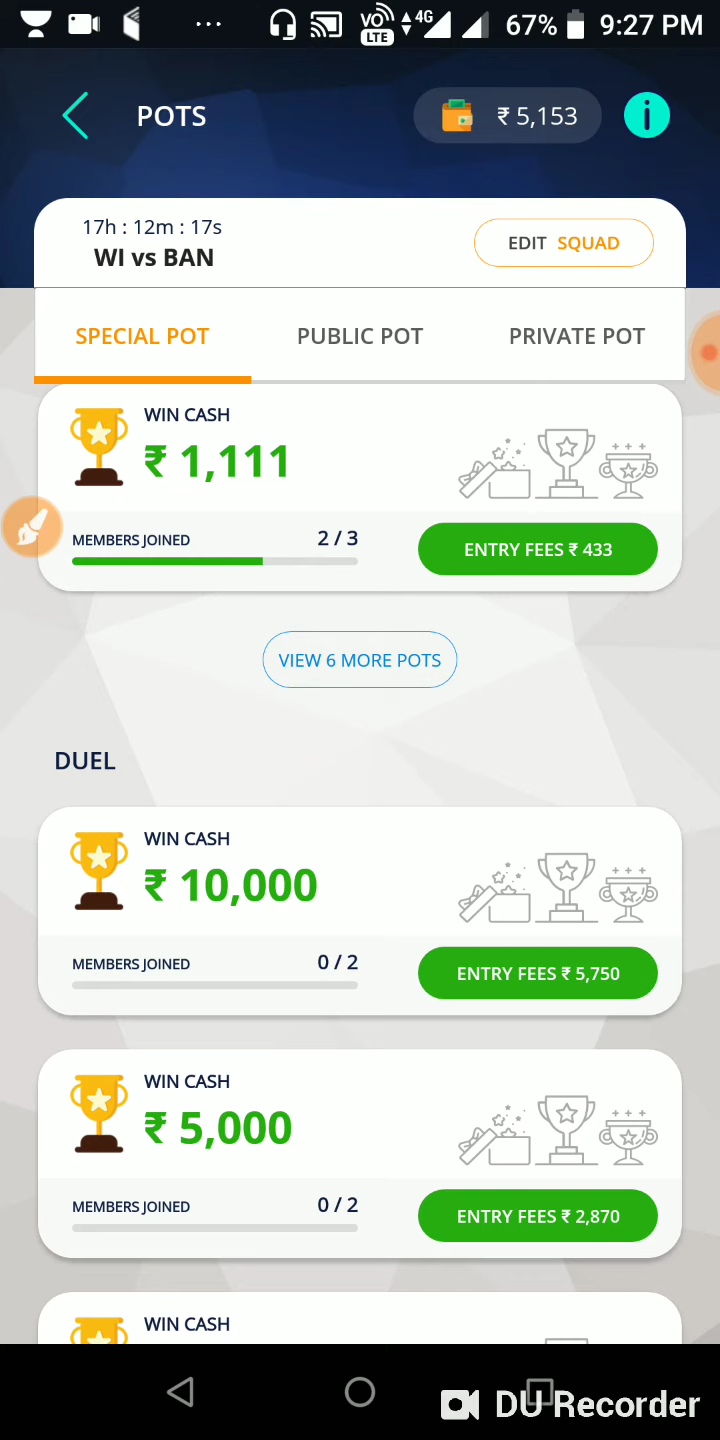 ... VO LTE 4G 67% 9:27 PM
POTS ₹ 5,153 i
17h : 12m : 17s
WI vs BAN
EDIT SQUAD
SPECIAL POT PUBLIC POT PRIVATE POT
WIN CASH
₹ 1,111
MEMBERS JOINED 2 / 3
ENTRY FEES ₹ 433
VIEW 6 MORE POTS
DUEL
WIN CASH
₹ 10,000
MEMBERS JOINED 0 / 2
ENTRY FEES ₹ 5,750
WIN CASH
₹ 5,000
MEMBERS JOINED 0 / 2
ENTRY FEES ₹ 2,870
WIN CASH
DU Recorder